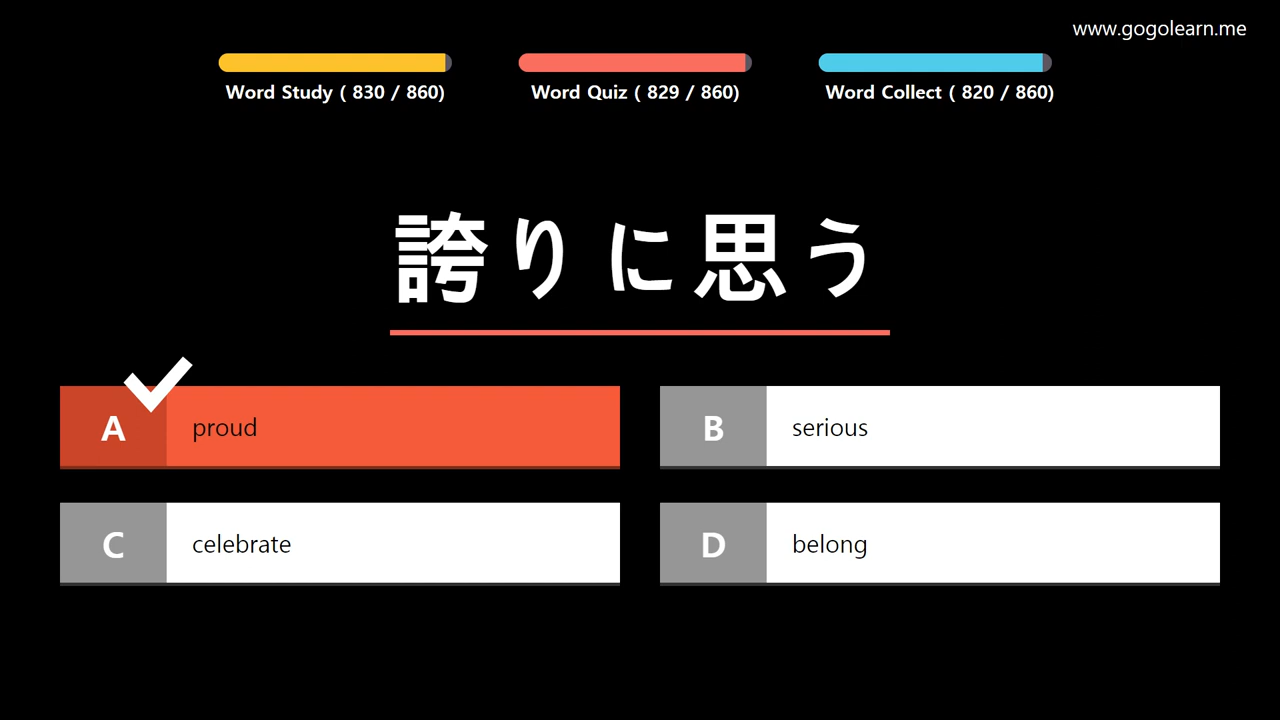 www.gogolearn.me
Word Study ( 830 / 860)
Word Quiz ( 829 / 860)
Word Collect ( 820 / 860)
誇りに思う
A proud
B serious
C celebrate
D belong